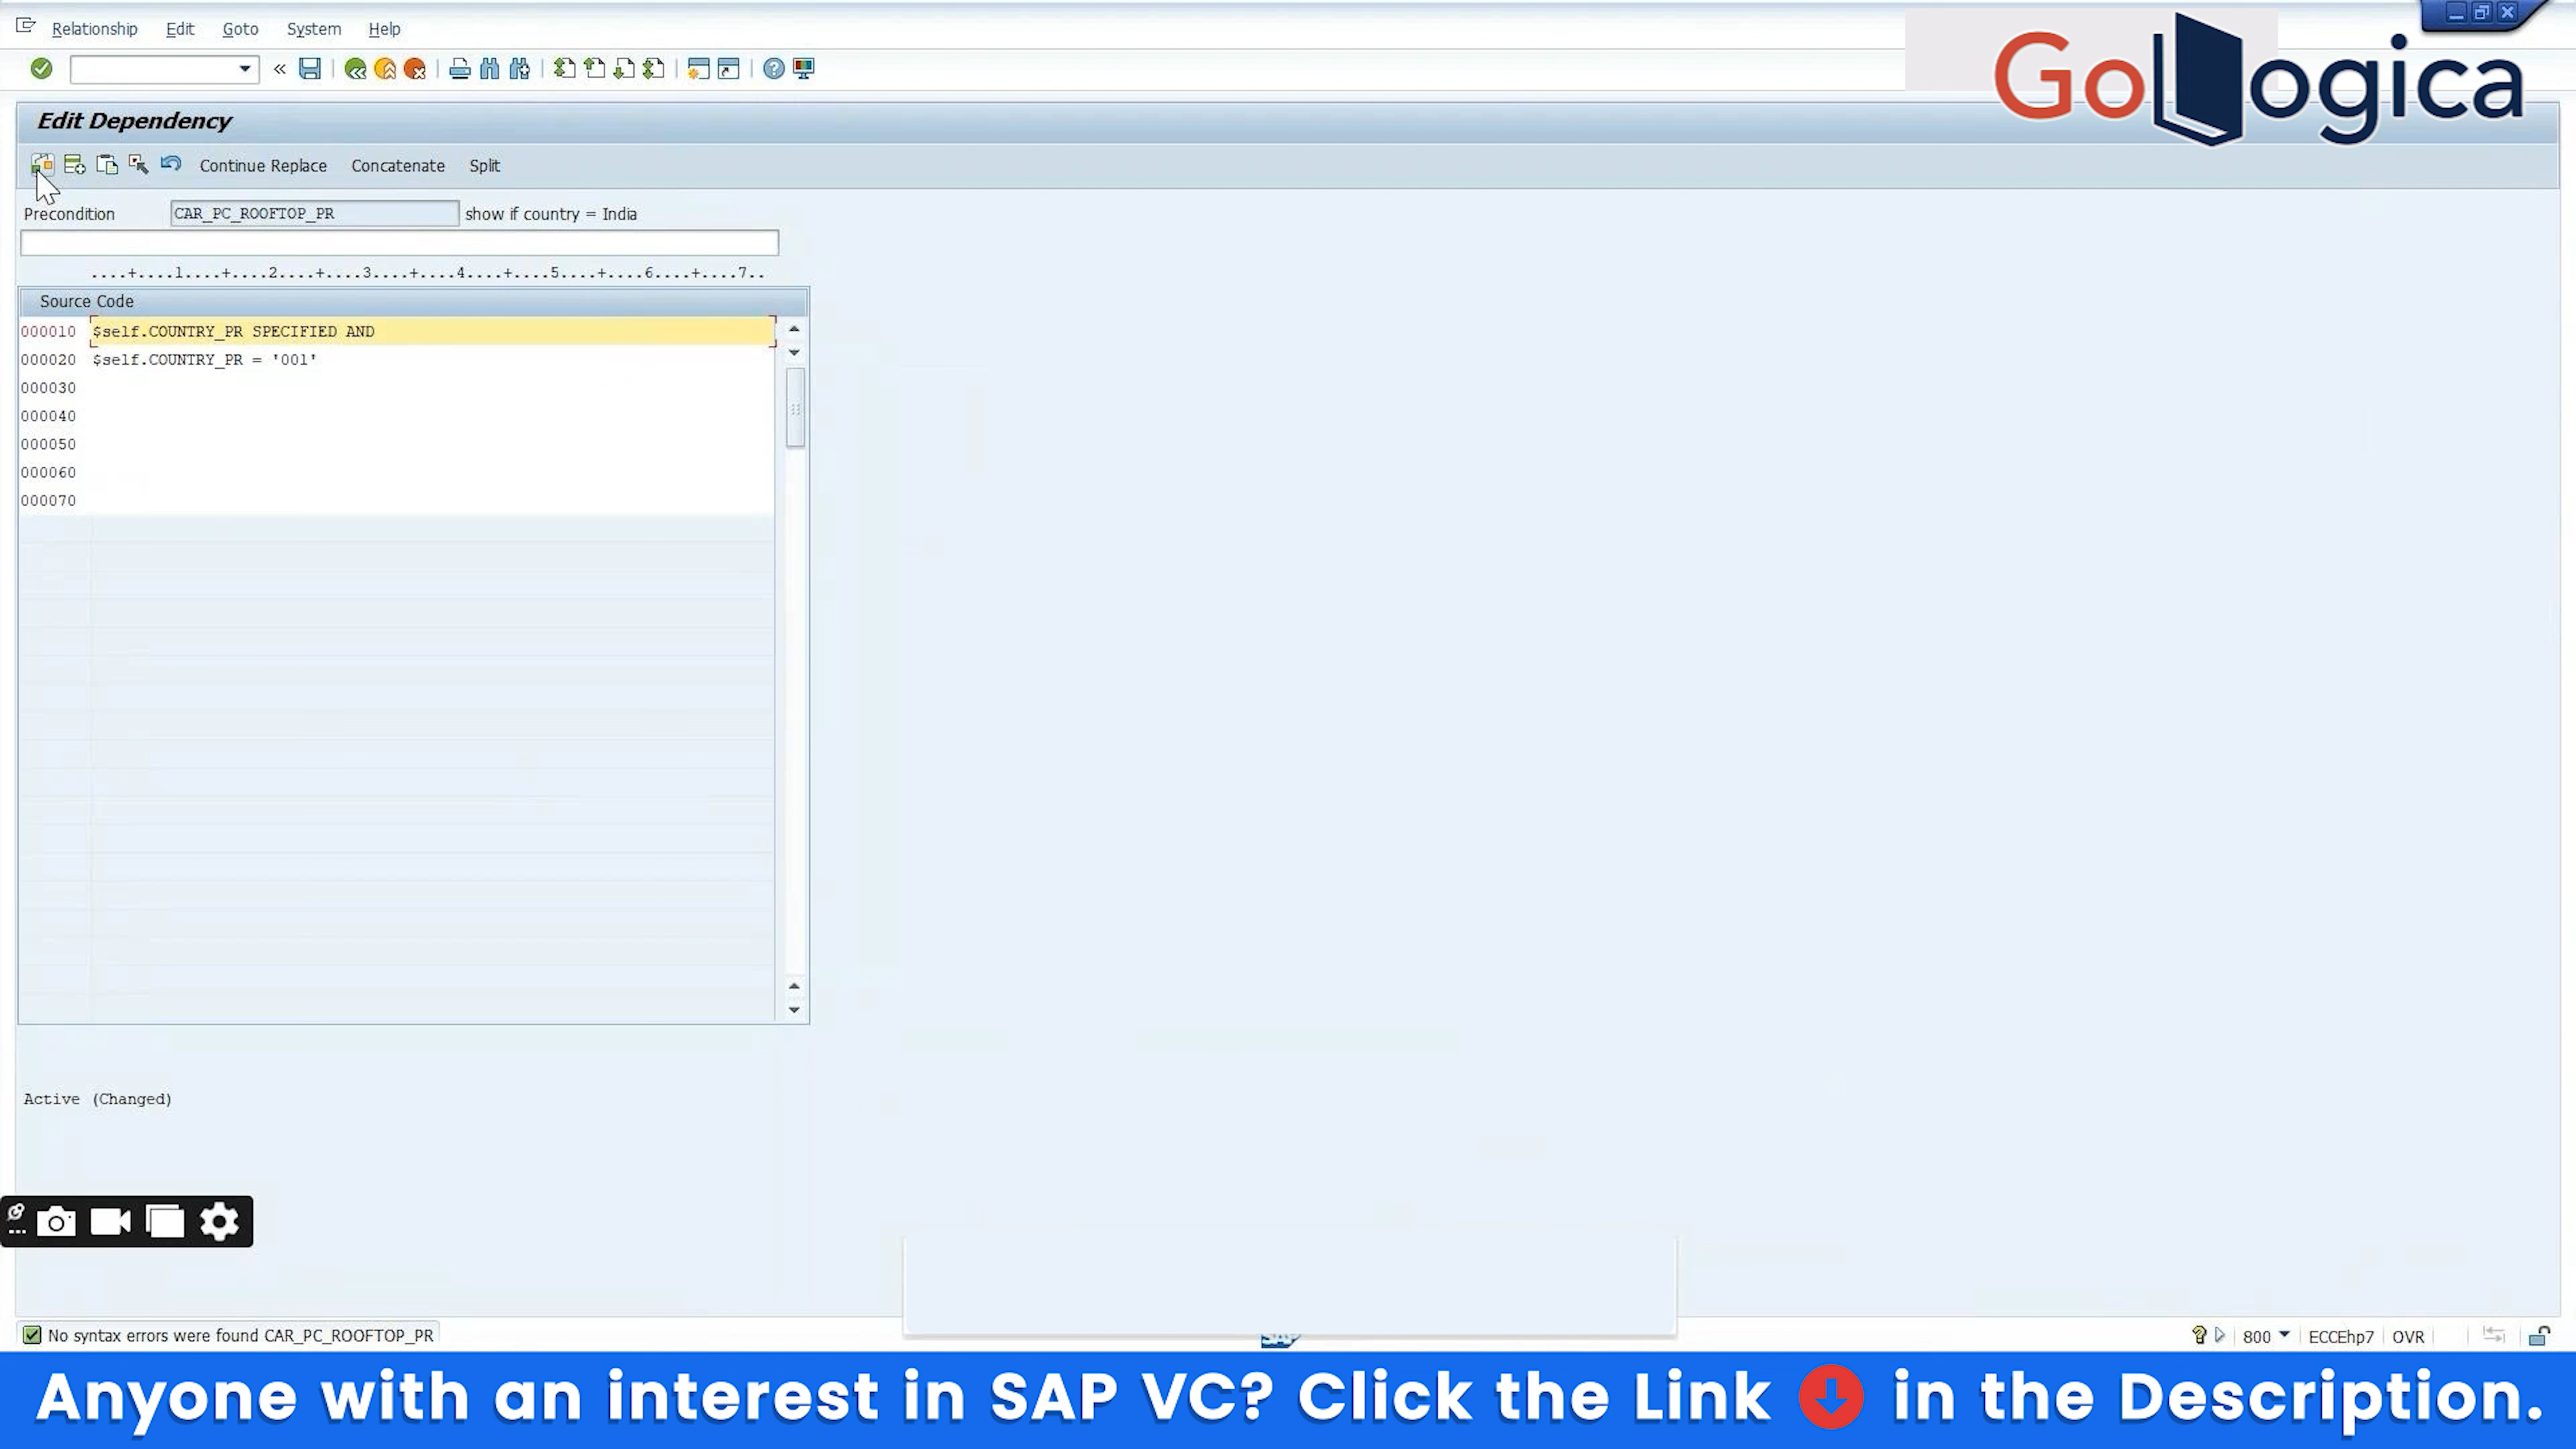 Relationship Edit Goto System Help
GoLogica
Edit Dependency
Continue Replace Concatenate Split
Precondition CAR_PC_ROOFTOP_PR show if country = India
....+....1....+....2....+....3....+....4....+....5....+....6....+....7..
Source Code
000010 $self.COUNTRY_PR SPECIFIED AND
000020 $self.COUNTRY_PR = '001'
000030
000040
000050
000060
000070
Active (Changed)
No syntax errors were found CAR_PC_ROOFTOP_PR
SAP
800 ECCEhp7 OVR
Anyone with an interest in SAP VC? Click the Link in the Description.